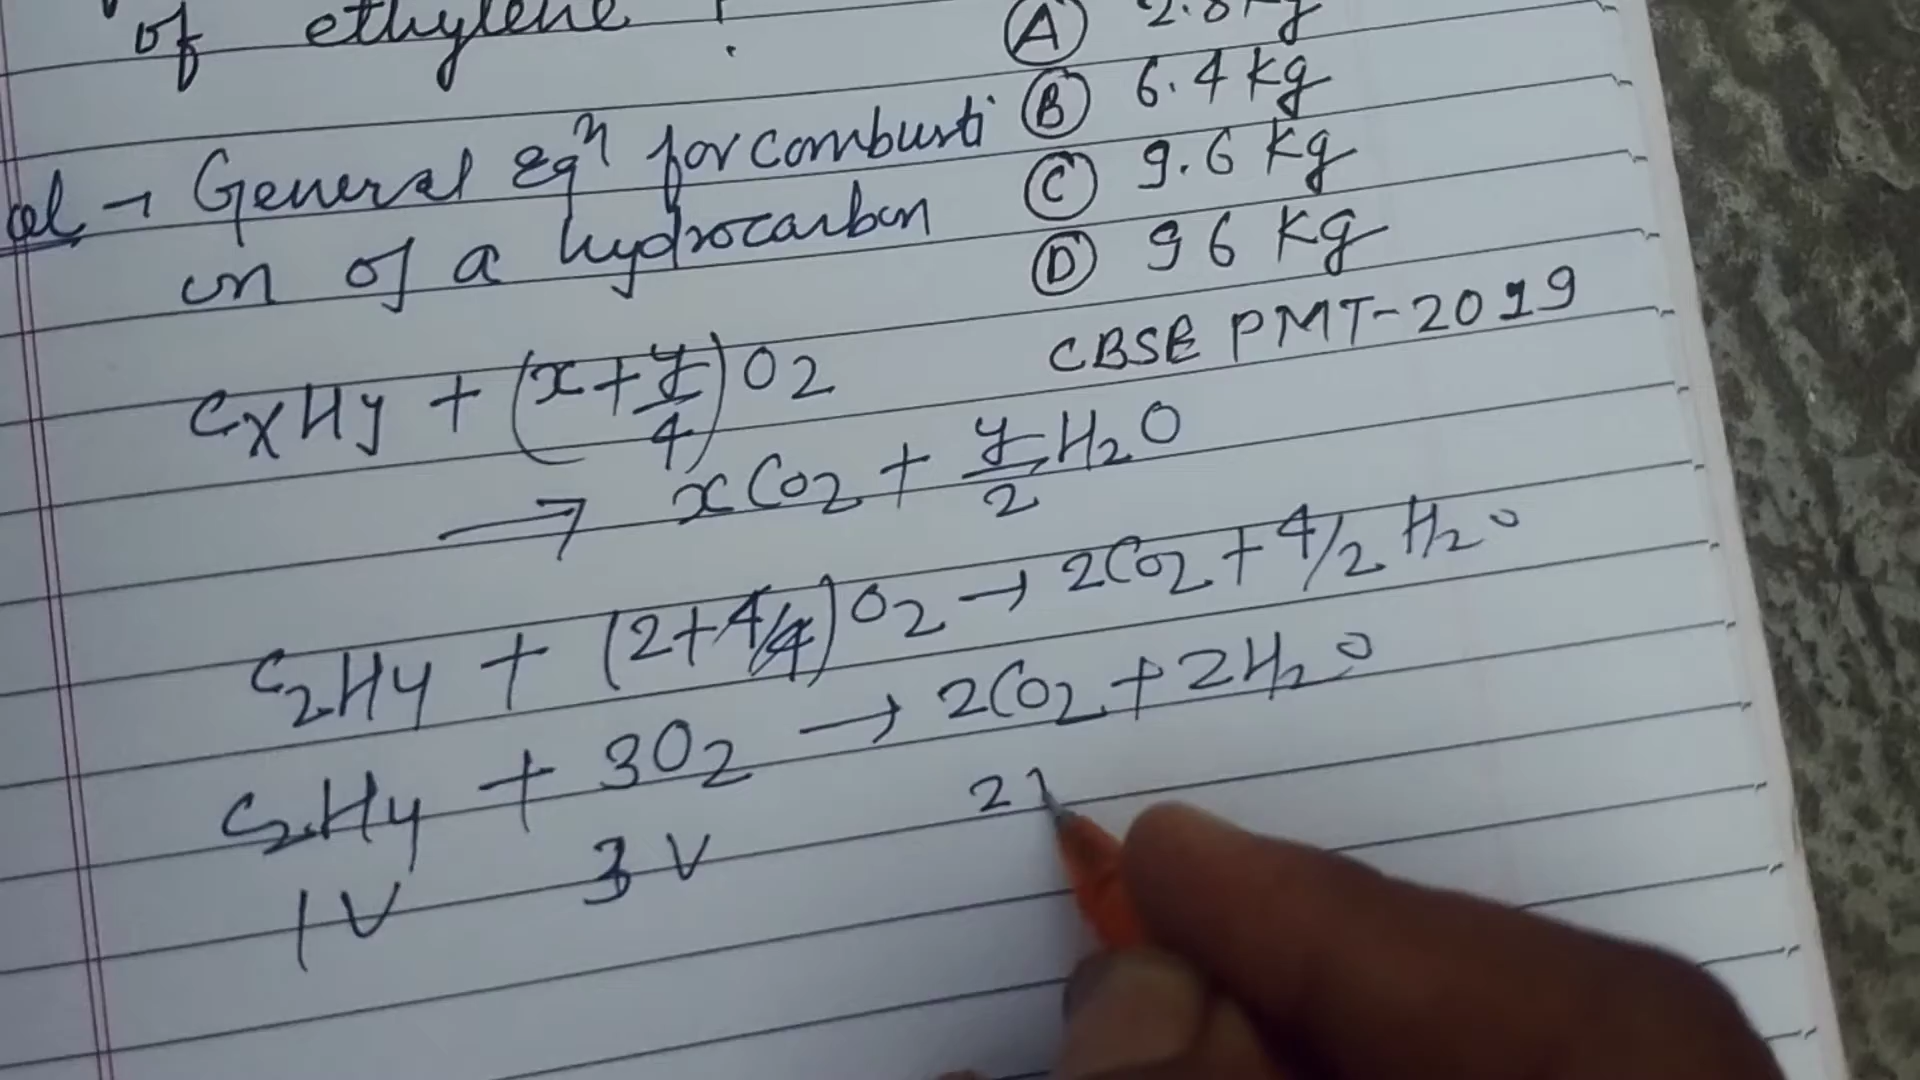 of ethylene ?
(A) 2.8 kg
(B) 6.4 kg
(C) 9.6 kg
(D) 96 kg
CBSE PMT-2019
Sol → General Eqn for combusti
on of a hydrocarbon
CxHy + (x+y/4)O2
→ xCO2 + y/2 H2O
C2H4 + (2+4/4)O2 → 2CO2 + 4/2 H2O
C2H4 + 3O2 → 2CO2 + 2H2O
1V 3V 2